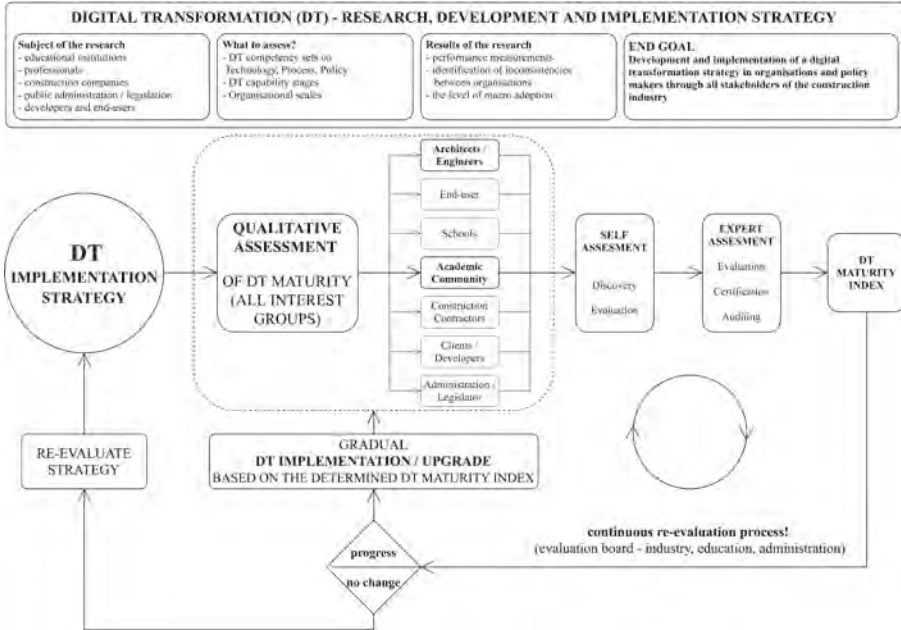 DIGITAL TRANSFORMATION (DT) - RESEARCH, DEVELOPMENT AND IMPLEMENTATION STRATEGY
Subject of the research
- educational institutions
- professionals
- construction companies
- public administration / legislation
- developers and end-users
What to assess?
- DT competency sets on
Technology, Process, Policy
- DT capability stages
- Organisational scales
Results of the research
- performance measurements
- identification of inconsistencies
between organisations
- the level of macro adoption
END GOAL
Development and implementation of a digital
transformation strategy in organisations and policy
makers through all stakeholders of the construction
industry
DT
IMPLEMENTATION
STRATEGY
QUALITATIVE
ASSESSMENT
OF DT MATURITY
(ALL INTEREST
GROUPS)
Architects /
Engineers
End-user
Schools
Academic
Community
Construction
Contractors
Clients /
Developers
Administration /
Legislator
SELF
ASSESMENT
Discovery
Evaluation
EXPERT
ASSESMENT
Evaluation
Certification
Auditing
DT
MATURITY
INDEX
RE-EVALUATE
STRATEGY
GRADUAL
DT IMPLEMENTATION / UPGRADE
BASED ON THE DETERMINED DT MATURITY INDEX
continuous re-evaluation process!
(evaluation board - industry, education, administration)
progress
no change